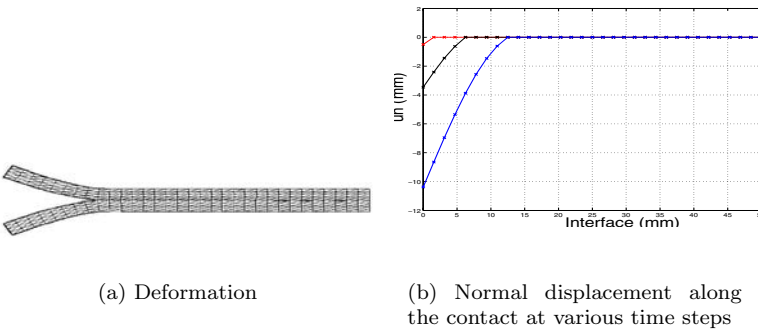 2
0
−2
−4
−6
−8
−10
−12
un (mm)
0 5 10 15 20 25 30 35 40 45 50
Interface (mm)
(a) Deformation
(b) Normal displacement along
the contact at various time steps